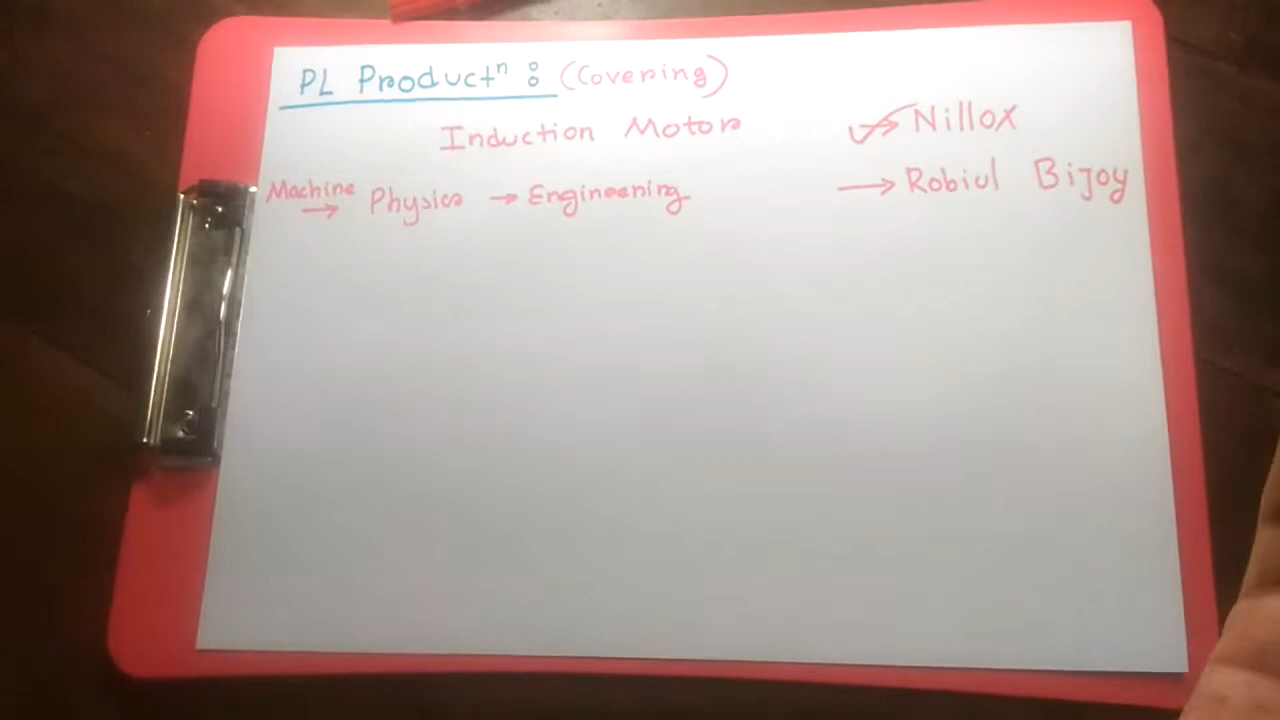 PL Productⁿ : (Covering)
Induction Motor
→ Nillox
Machine → Physics → Engineering
→ Robiul Bijoy